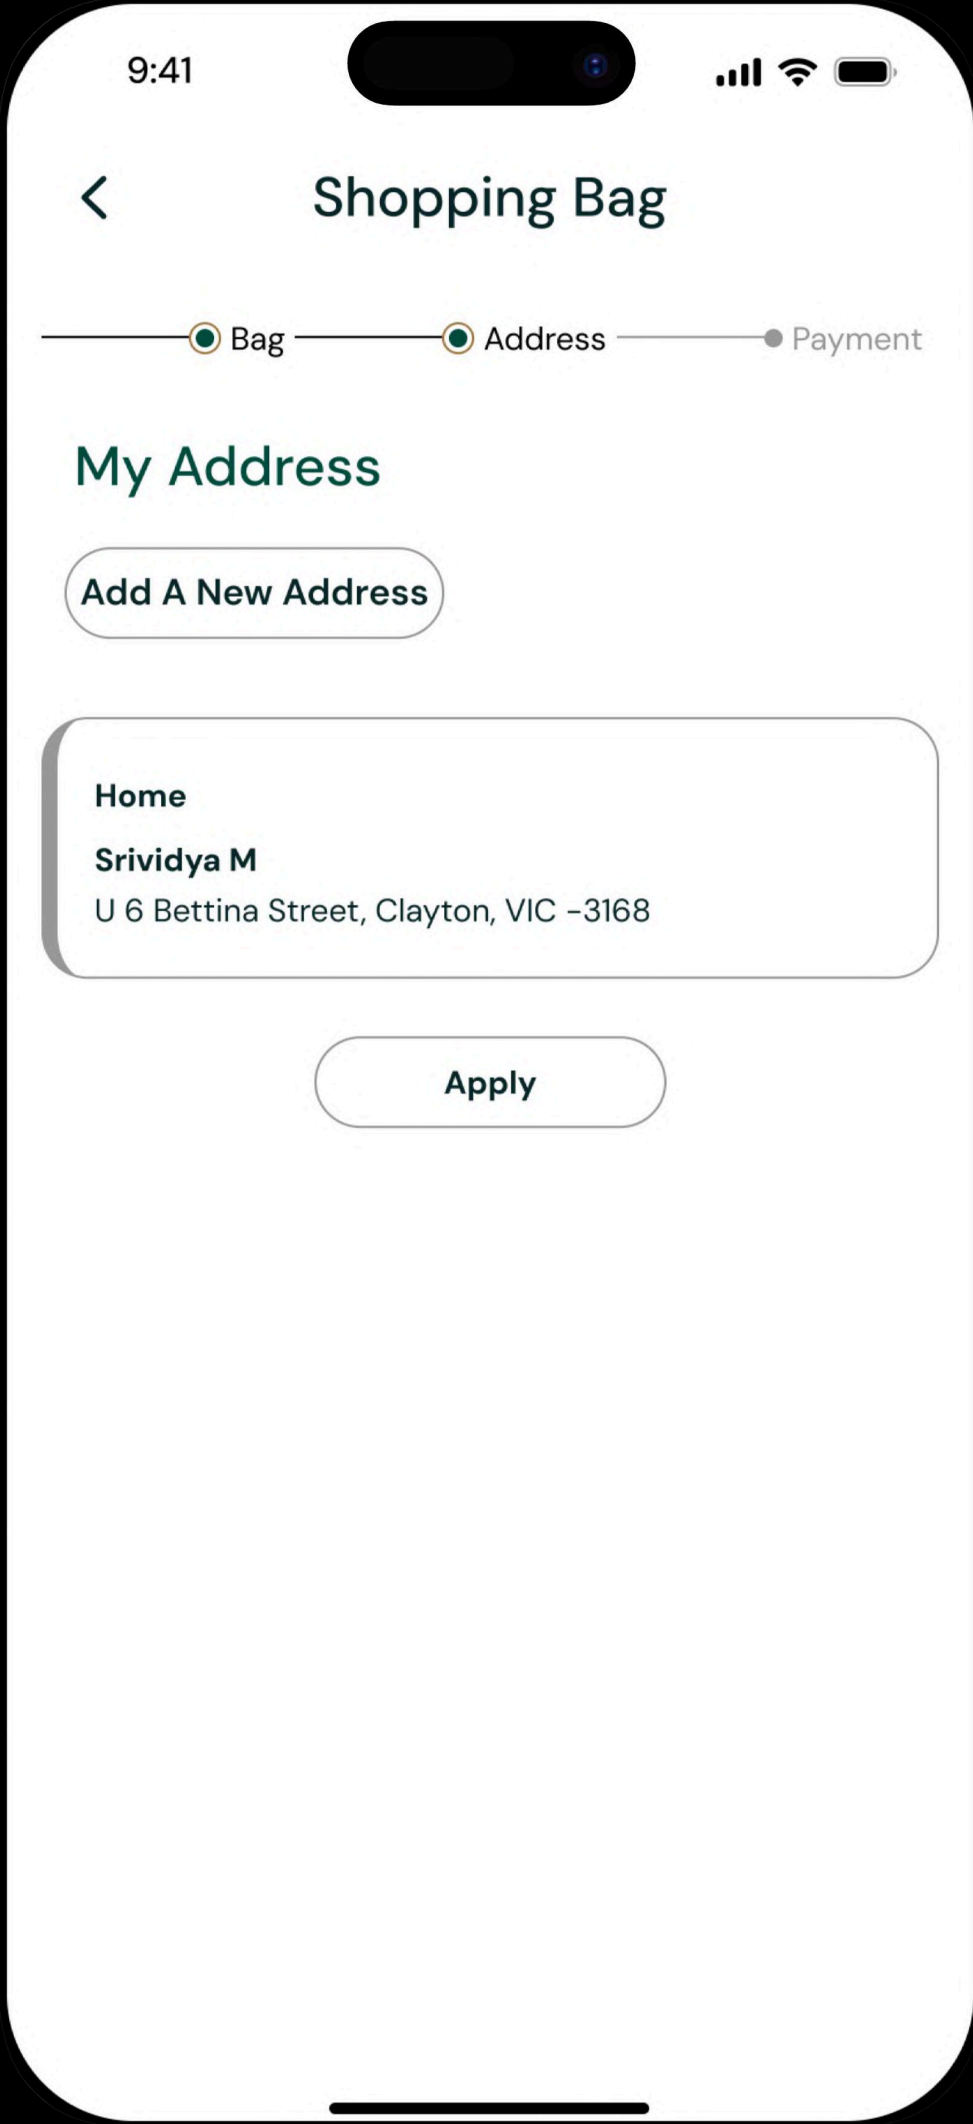 9:41
Shopping Bag
Bag Address Payment
My Address
Add A New Address
Home
Srividya M
U 6 Bettina Street, Clayton, VIC -3168
Apply